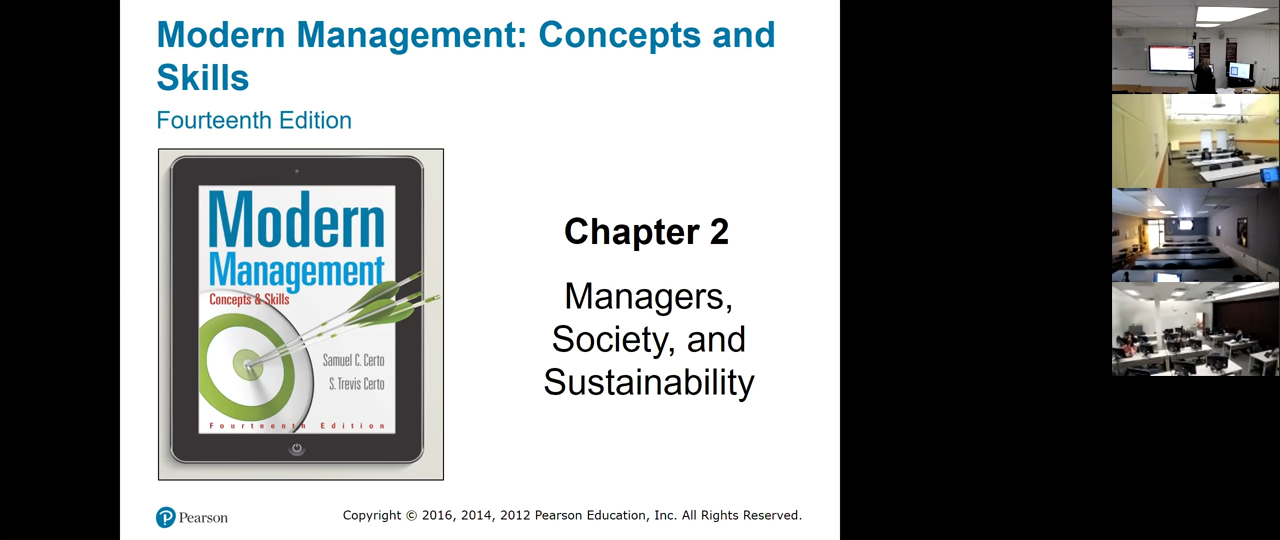 Modern Management: Concepts and
Skills
Fourteenth Edition
Modern
Management
Concepts & Skills
Samuel C. Certo
S. Trevis Certo
Fourteenth Edition
Chapter 2
Managers,
Society, and
Sustainability
Pearson
Copyright © 2016, 2014, 2012 Pearson Education, Inc. All Rights Reserved.